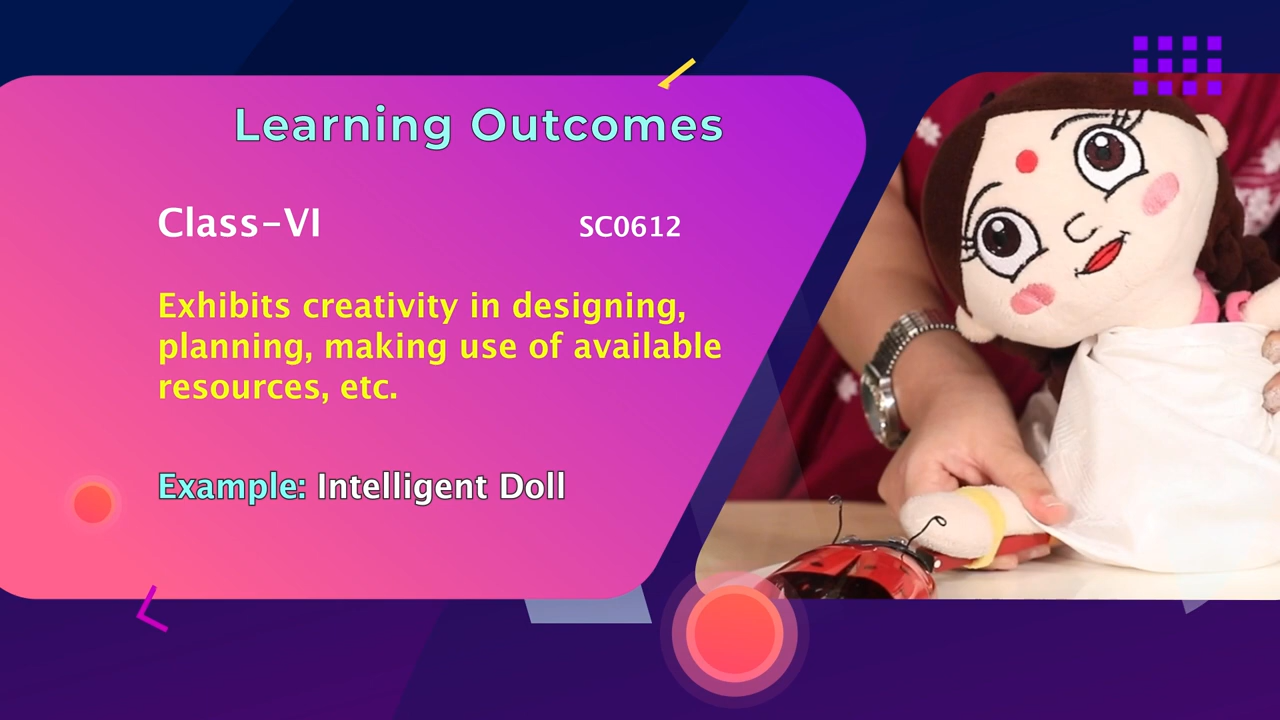 Learning Outcomes
Class-VI SC0612
Exhibits creativity in designing,
planning, making use of available
resources, etc.
Example: Intelligent Doll